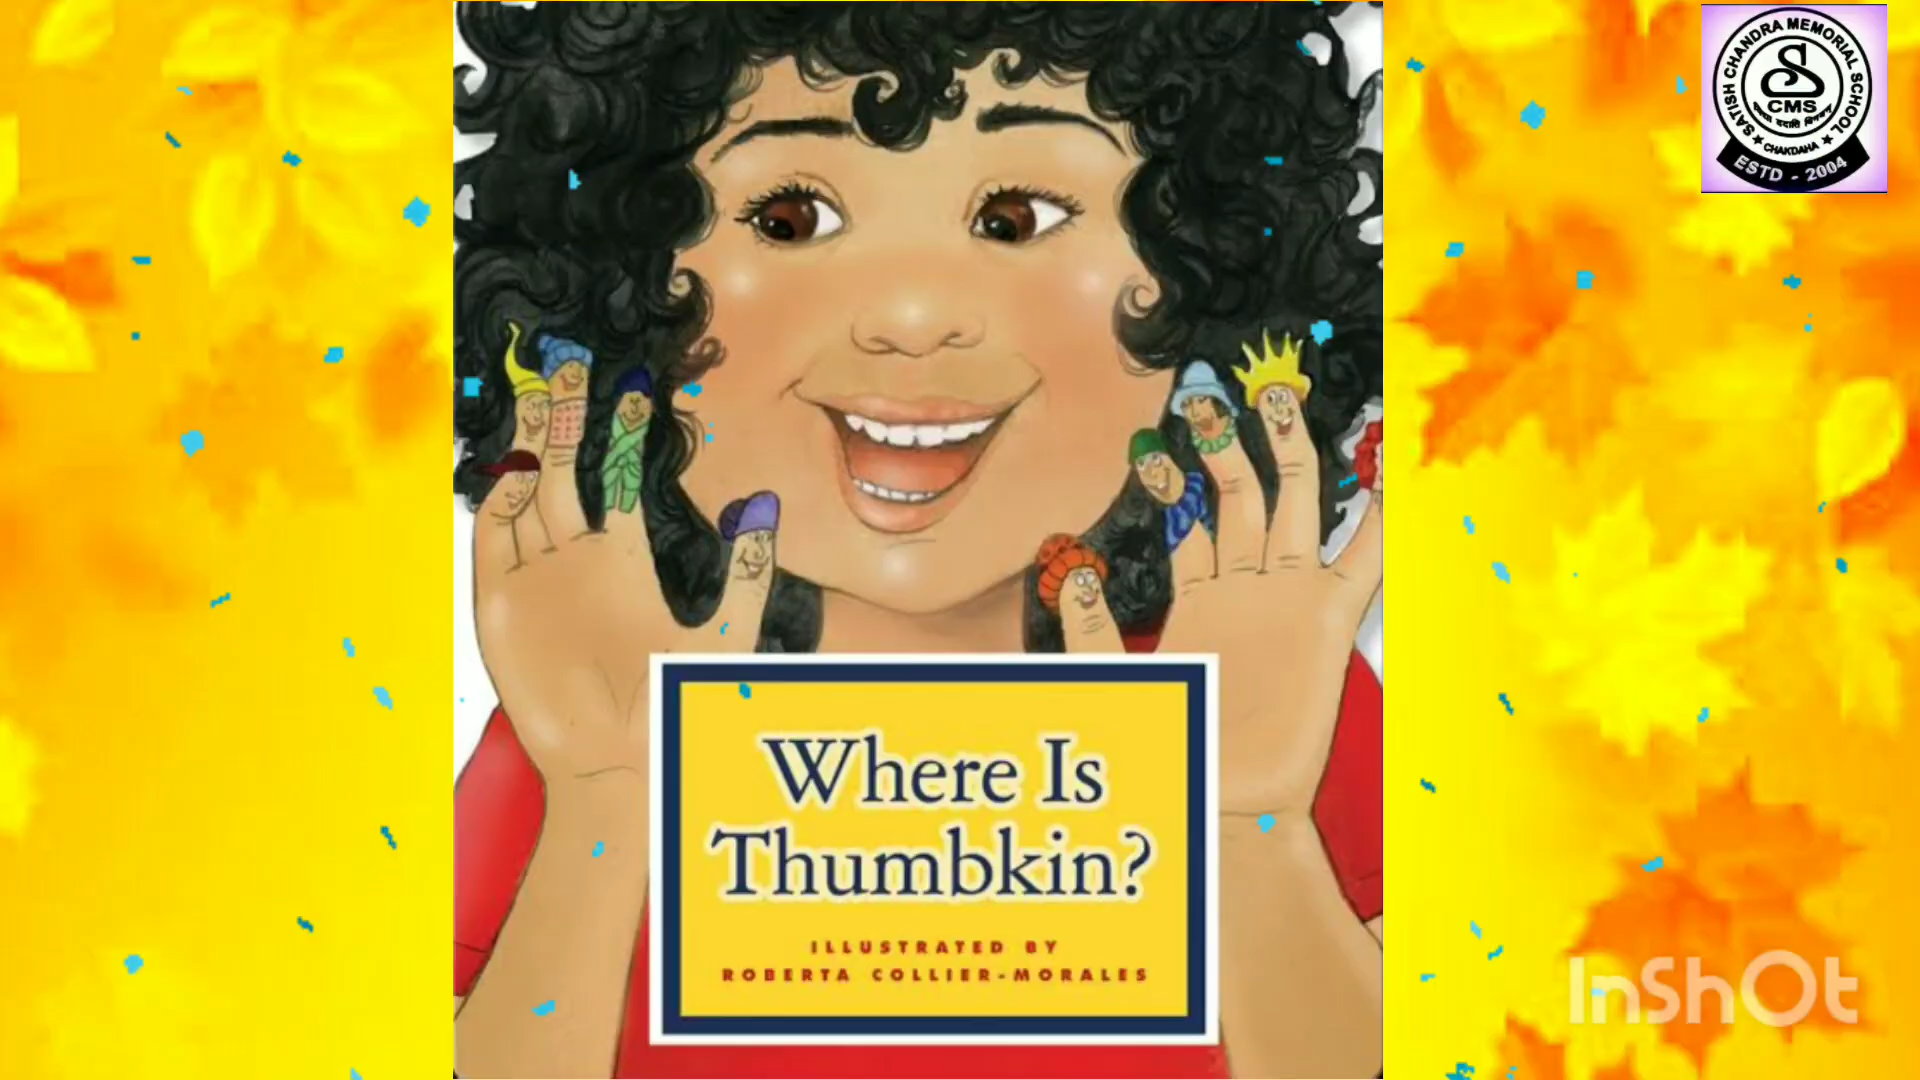 SATISH CHANDRA MEMORIAL SCHOOL
S
CMS
CHAKDAHA
ESTD - 2004
Where Is
Thumbkin?
ILLUSTRATED BY
ROBERTA COLLIER-MORALES
InShOt